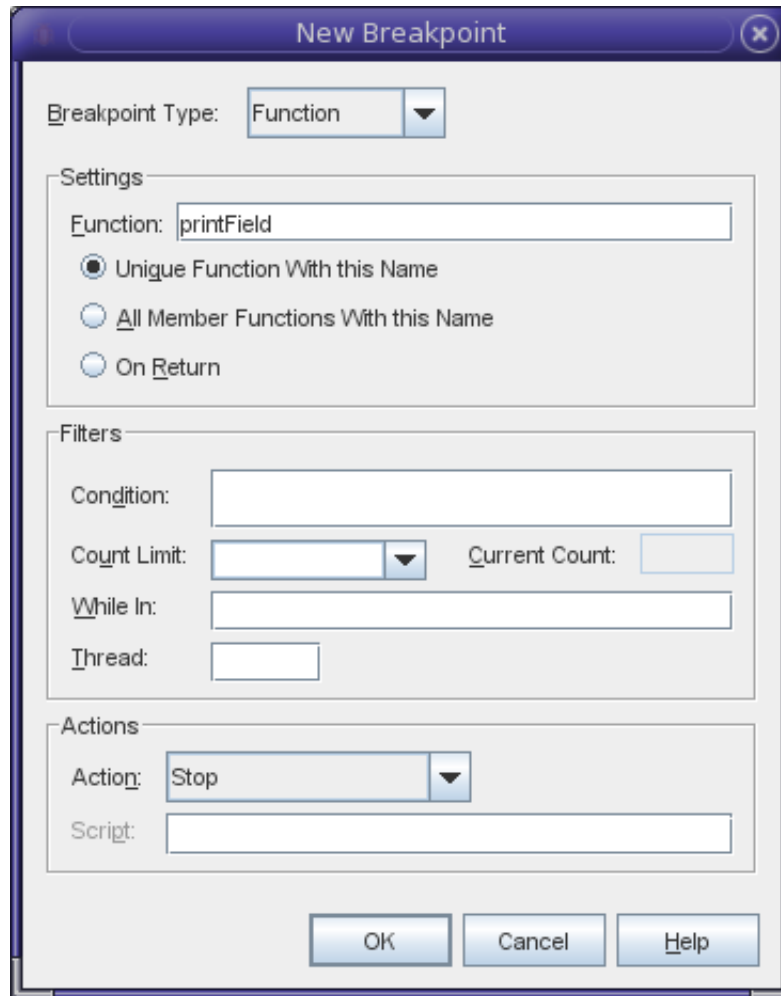 New Breakpoint
Breakpoint Type: Function
Settings
Function: printField
Unique Function With this Name
All Member Functions With this Name
On Return
Filters
Condition:
Count Limit: Current Count:
While In:
Thread:
Actions
Action: Stop
Script:
OK Cancel Help